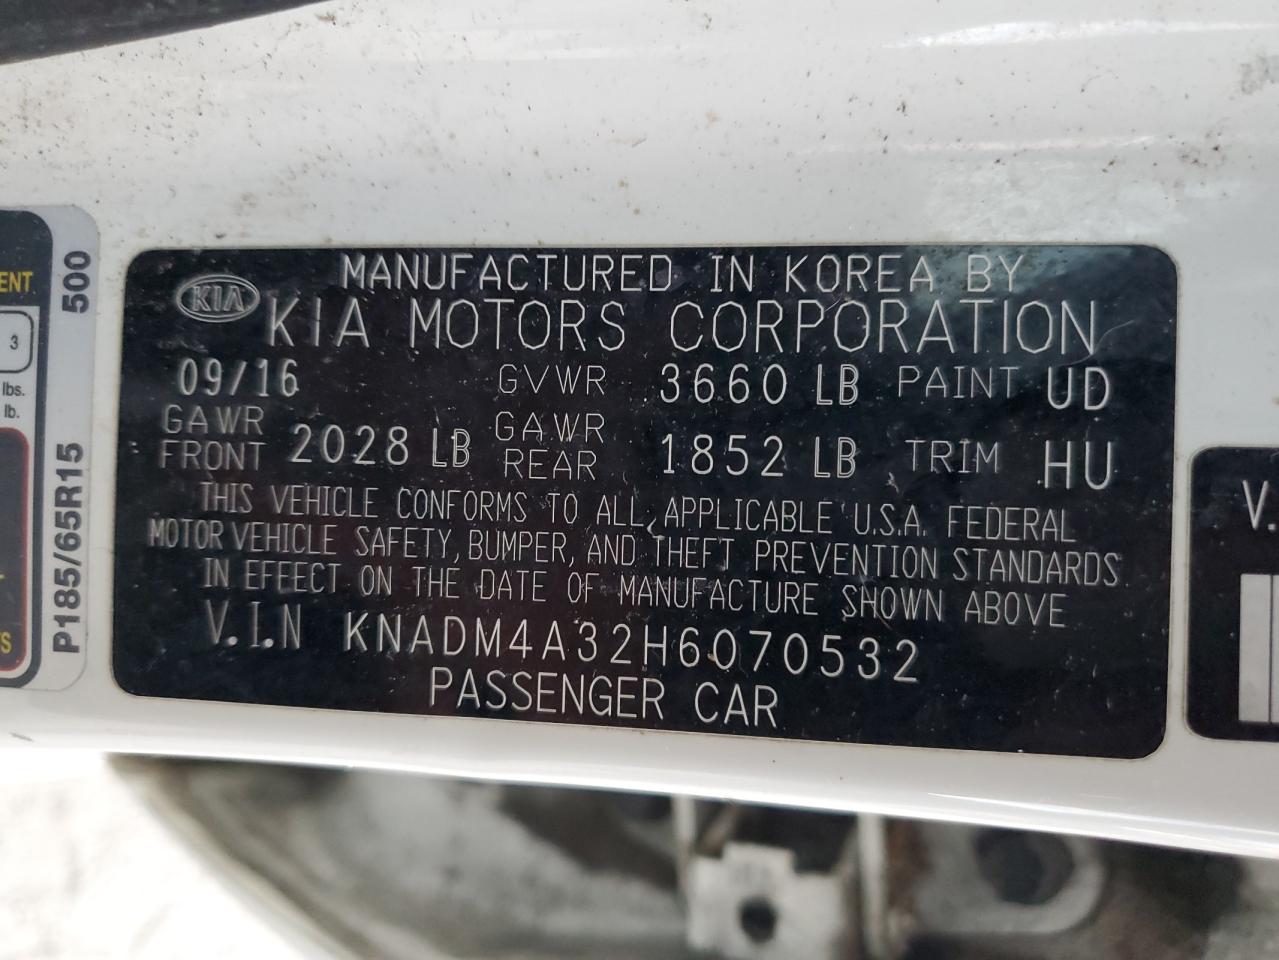 MANUFACTURED IN KOREA BY
KIA
KIA MOTORS CORPORATION
09/16 GVWR 3660 LB PAINT UD
GAWR FRONT 2028 LB GAWR REAR 1852 LB TRIM HU
THIS VEHICLE CONFORMS TO ALL APPLICABLE U.S.A. FEDERAL
MOTOR VEHICLE SAFETY, BUMPER, AND THEFT PREVENTION STANDARDS
IN EFFECT ON THE DATE OF MANUFACTURE SHOWN ABOVE
V.I.N KNADM4A32H6070532
PASSENGER CAR
3
lbs.
lb.
P185/65R15 500
V.